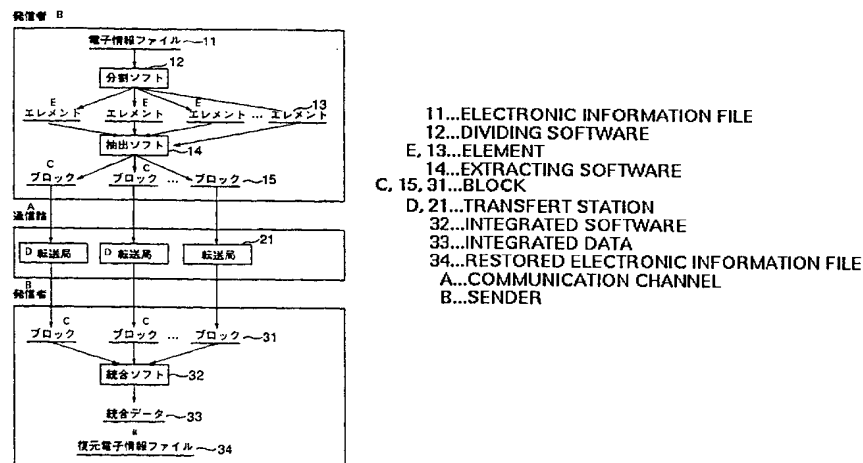 発信者 B
電子情報ファイル 11
12
分割ソフト
E E E 13
エレメント エレメント エレメント … エレメント
抽出ソフト
14
C C
ブロック ブロック … ブロック 15
A
通信路
21
D 転送局 D 転送局 転送局
B
発信者
C C
ブロック ブロック … ブロック 31
統合ソフト 32
統合データ 33
復元電子情報ファイル 34
11...ELECTRONIC INFORMATION FILE
12...DIVIDING SOFTWARE
E, 13...ELEMENT
14...EXTRACTING SOFTWARE
C, 15, 31...BLOCK
D, 21...TRANSFERT STATION
32...INTEGRATED SOFTWARE
33...INTEGRATED DATA
34...RESTORED ELECTRONIC INFORMATION FILE
A...COMMUNICATION CHANNEL
B...SENDER